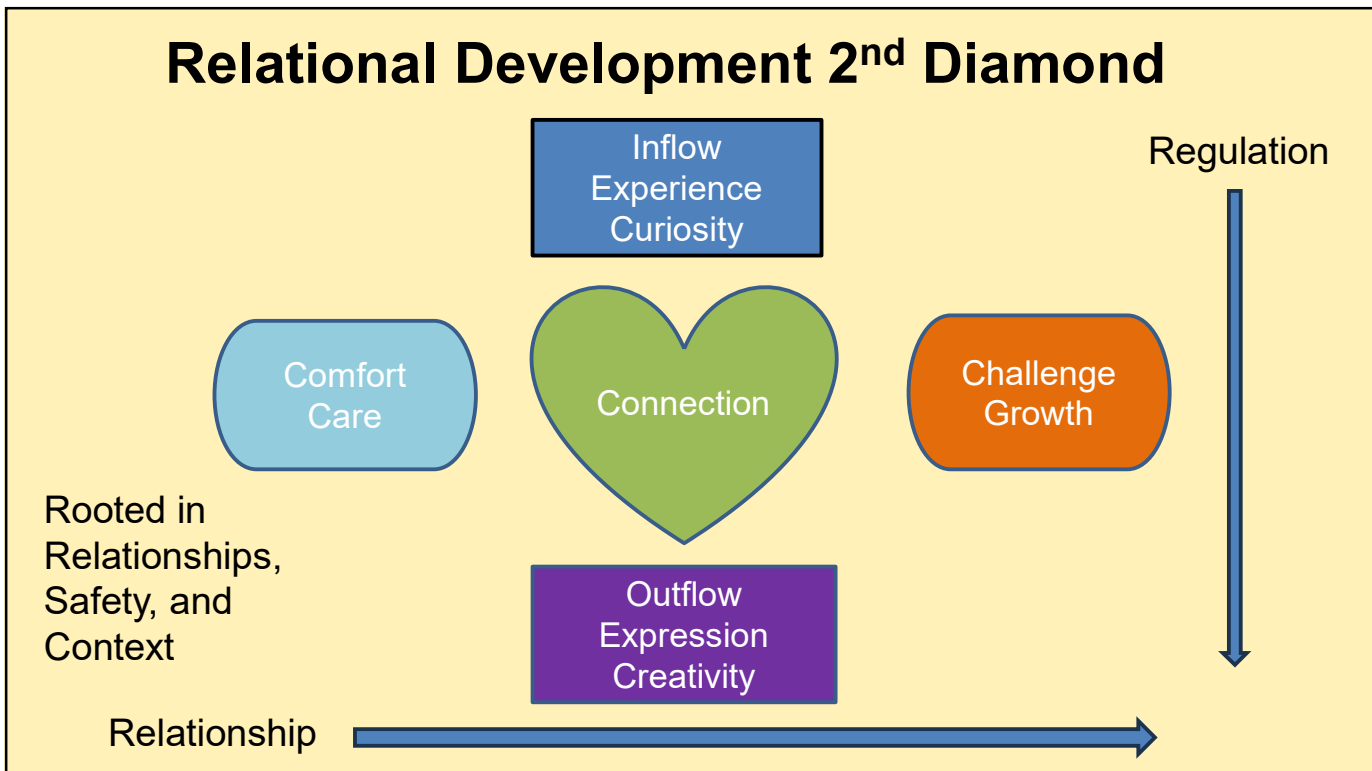 Relational Development 2nd Diamond
Inflow
Experience
Curiosity
Regulation
Comfort
Care
Connection
Challenge
Growth
Rooted in
Relationships,
Safety, and
Context
Outflow
Expression
Creativity
Relationship